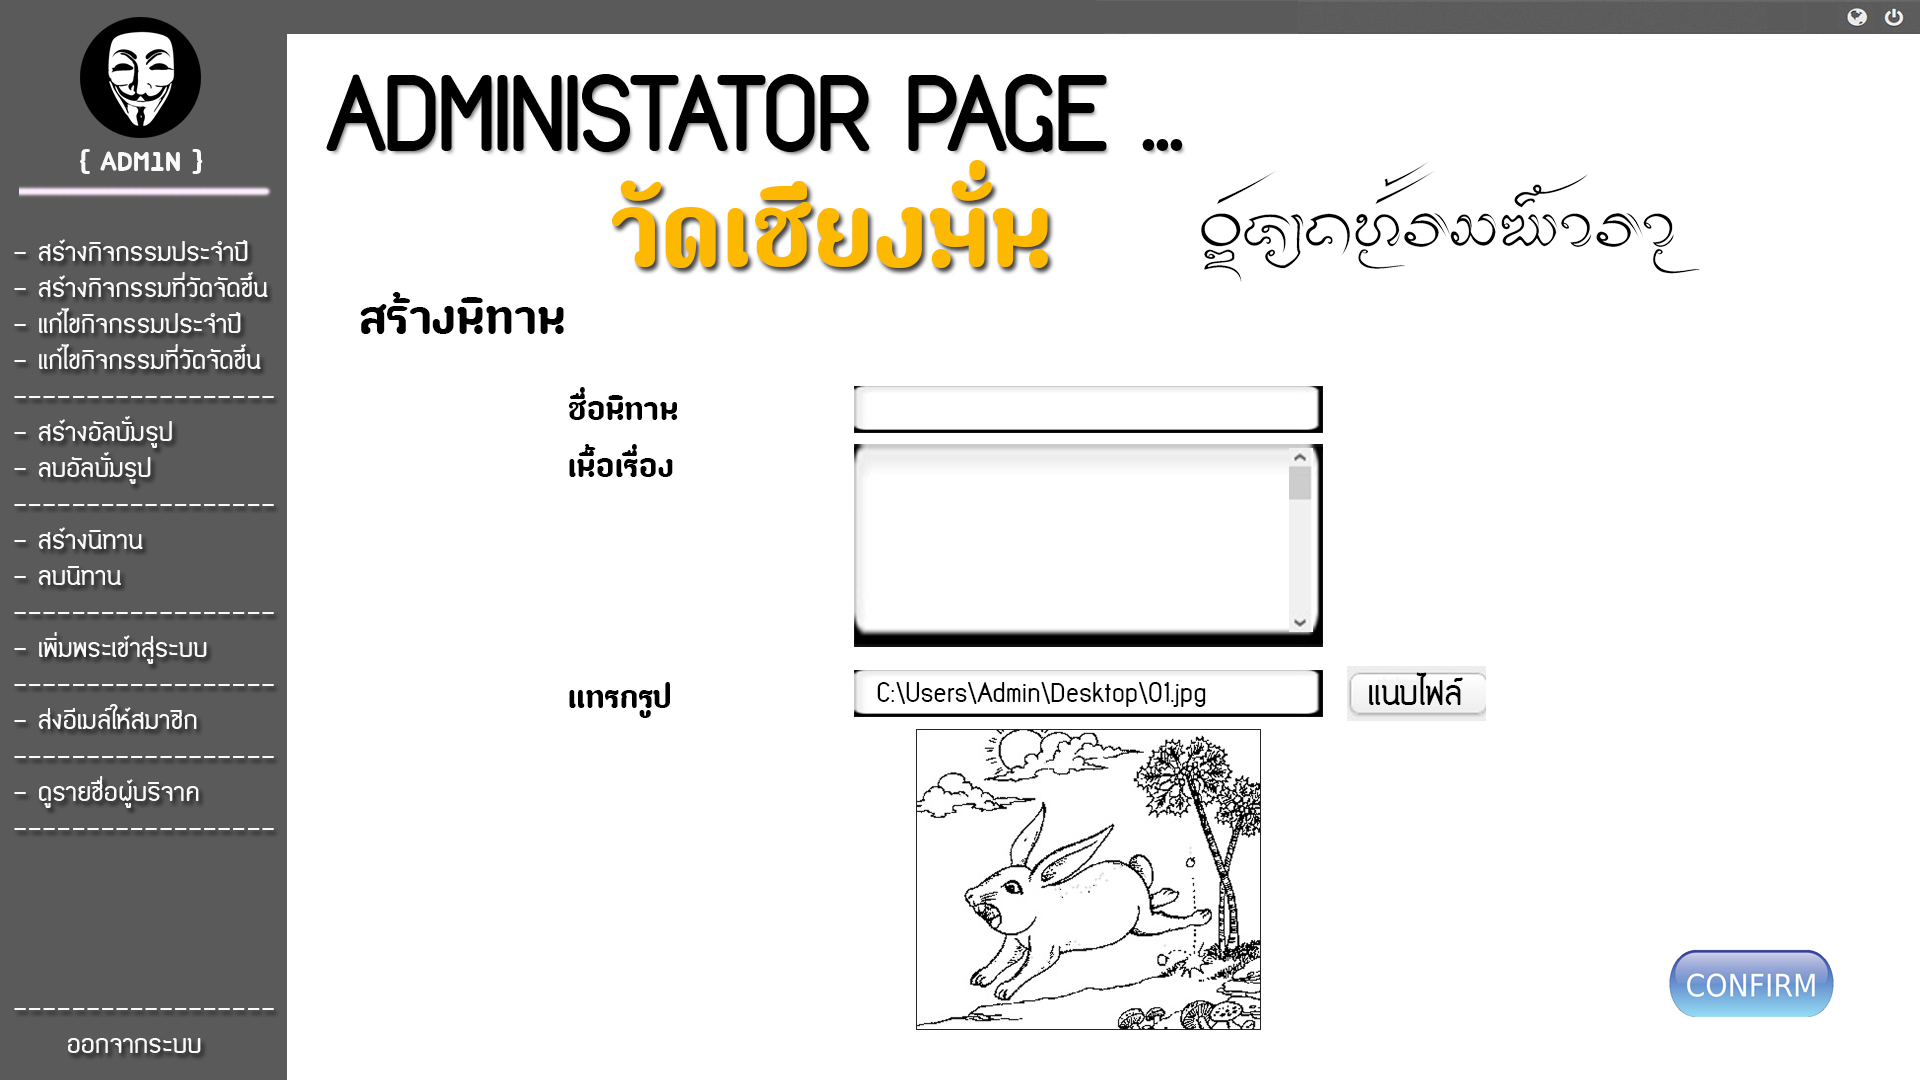 { ADM1N }
- สร้างกิจกรรมประจำปี
- สร้างกิจกรรมที่วัดจัดขึ้น
- แก้ไขกิจกรรมประจำปี
- แก้ไขกิจกรรมที่วัดจัดขึ้น
------------------
- สร้างอัลบั้มรูป
- ลบอัลบั้มรูป
------------------
- สร้างนิทาน
- ลบนิทาน
------------------
- เพิ่มพระเข้าสู่ระบบ
------------------
- ส่งอีเมล์ให้สมาชิก
------------------
- ดูรายชื่อผู้บริจาค
------------------
------------------
ออกจากระบบ
ADMINISTATOR PAGE ...
วัดเชียงมั่น
สร้างนิทาน
ชื่อนิทาน
เนื้อเรื่อง
แทรกรูป
C:\Users\Admin\Desktop\01.jpg
แนบไฟล์
CONFIRM